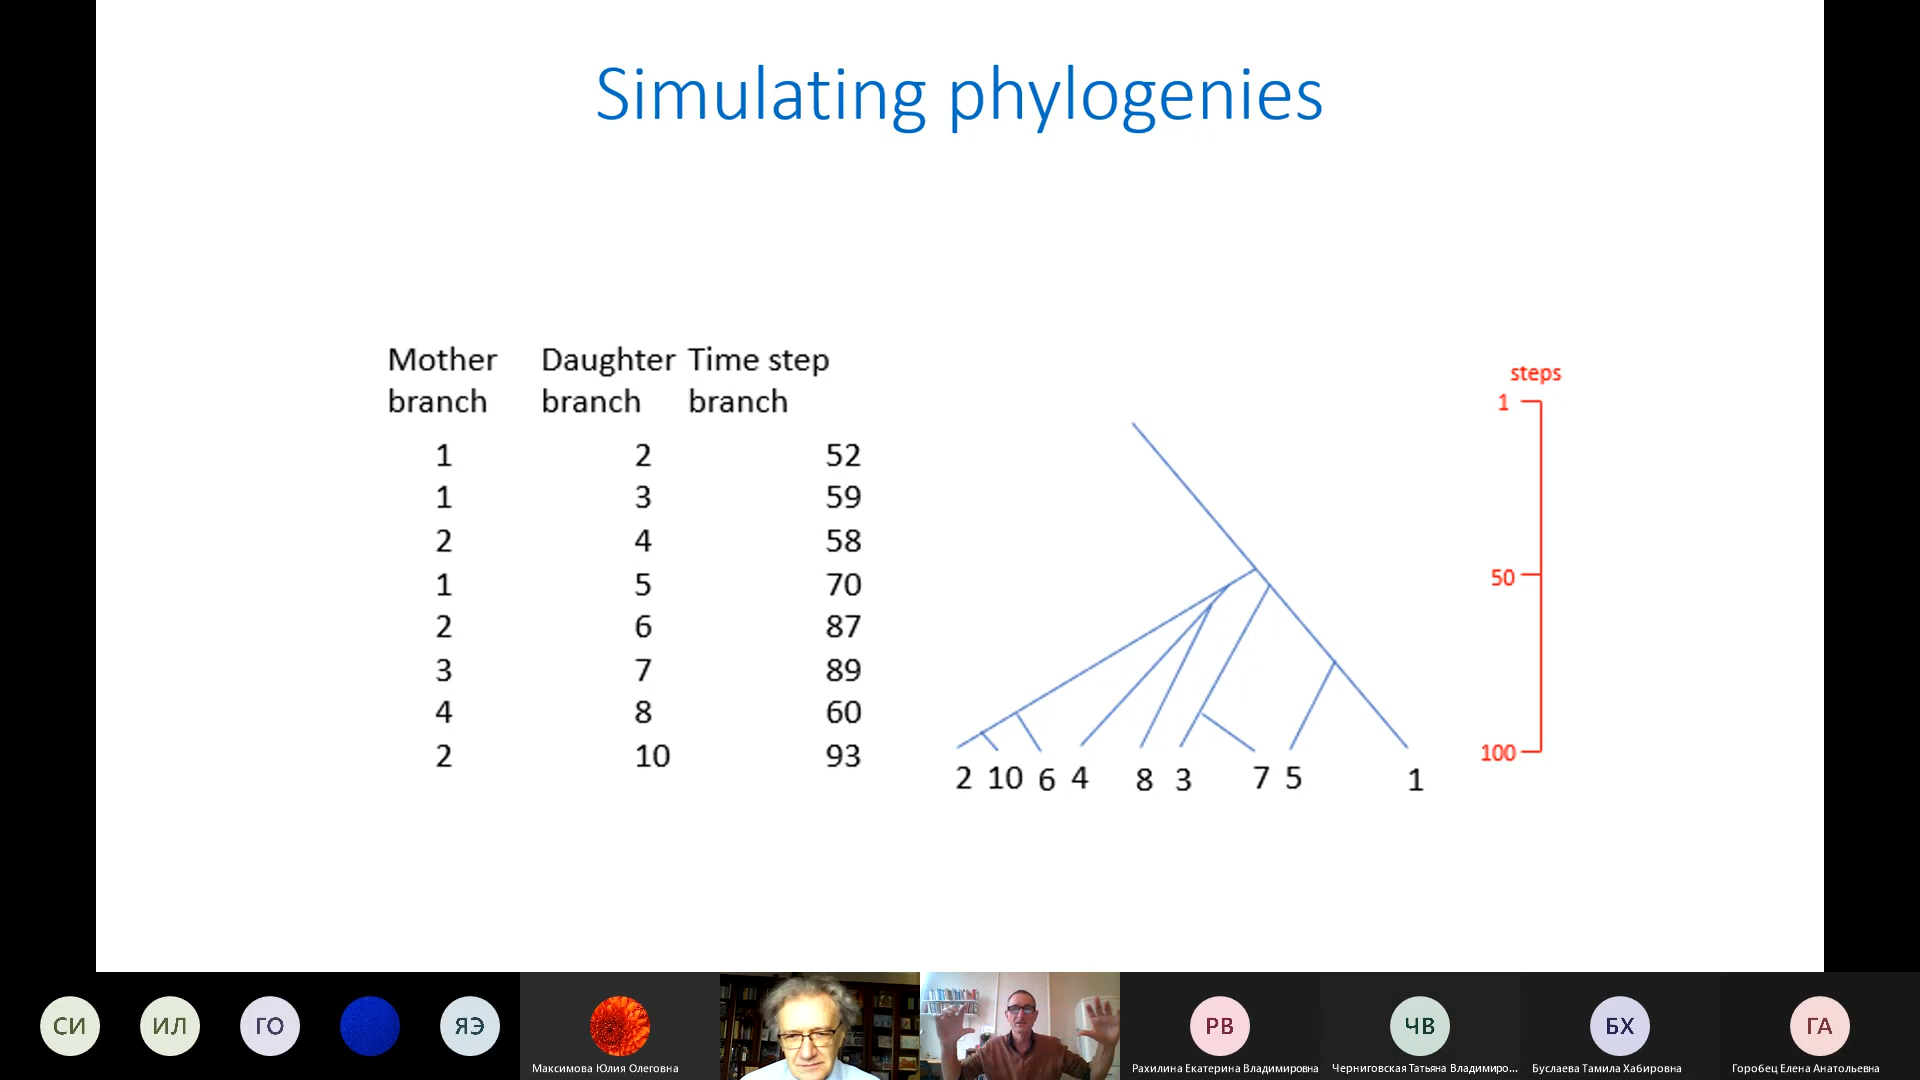 Simulating phylogenies
Mother Daughter Time step
branch branch branch
1 2 52
1 3 59
2 4 58
1 5 70
2 6 87
3 7 89
4 8 60
2 10 93
steps
1
50
100
2 10 6 4 8 3 7 5 1
СИ ИЛ ГО ЯЭ РВ ЧВ БХ ГА
Максимова Юлия Олеговна
Рахилина Екатерина Владимировна
Черниговская Татьяна Владимиро...
Буслаева Тамила Хабировна
Горобец Елена Анатольевна